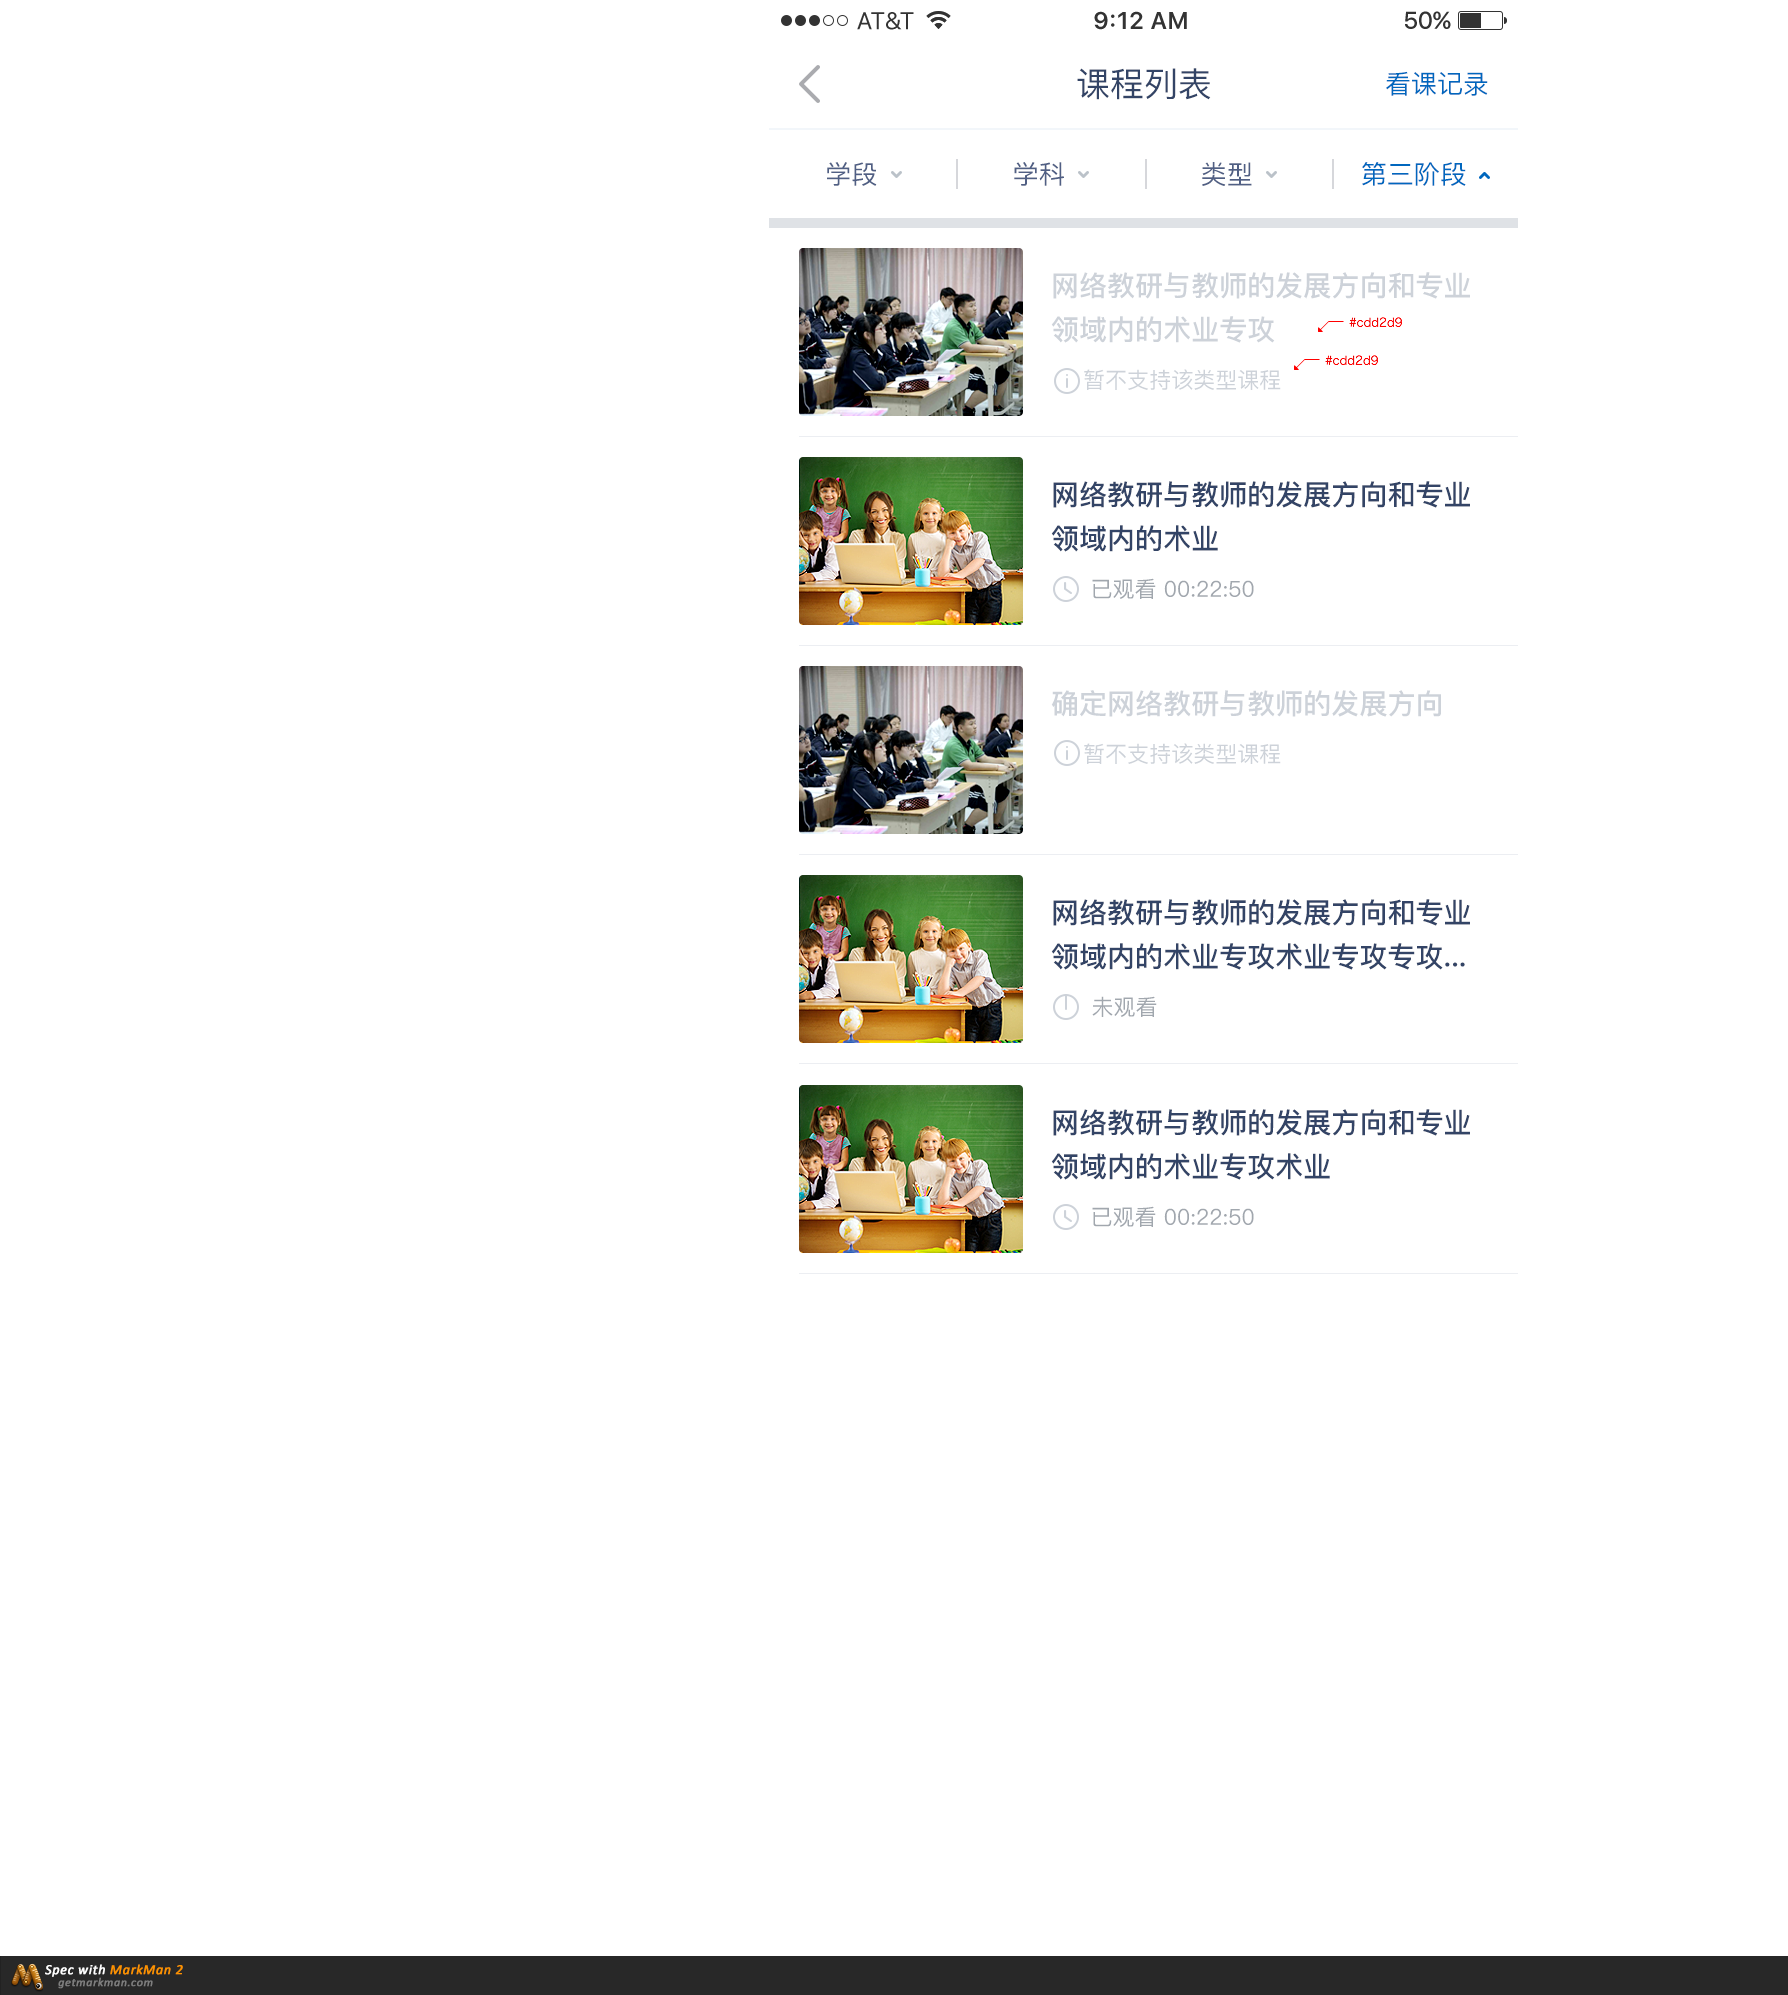 AT&T 9:12 AM 50%
课程列表 看课记录
学段 学科 类型 第三阶段
网络教研与教师的发展方向和专业
领域内的术业专攻
#cdd2d9
#cdd2d9
暂不支持该类型课程
网络教研与教师的发展方向和专业
领域内的术业
已观看 00:22:50
确定网络教研与教师的发展方向
暂不支持该类型课程
网络教研与教师的发展方向和专业
领域内的术业专攻术业专攻专攻...
未观看
网络教研与教师的发展方向和专业
领域内的术业专攻术业
已观看 00:22:50
Spec with MarkMan 2
getmarkman.com